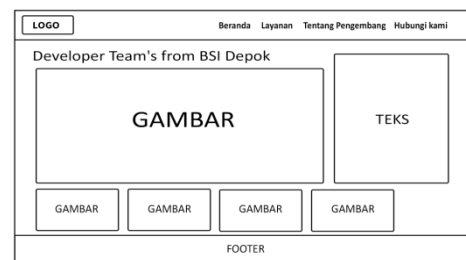 LOGO
Beranda Layanan Tentang Pengembang Hubungi kami
Developer Team's from BSI Depok
GAMBAR
TEKS
GAMBAR GAMBAR GAMBAR GAMBAR
FOOTER